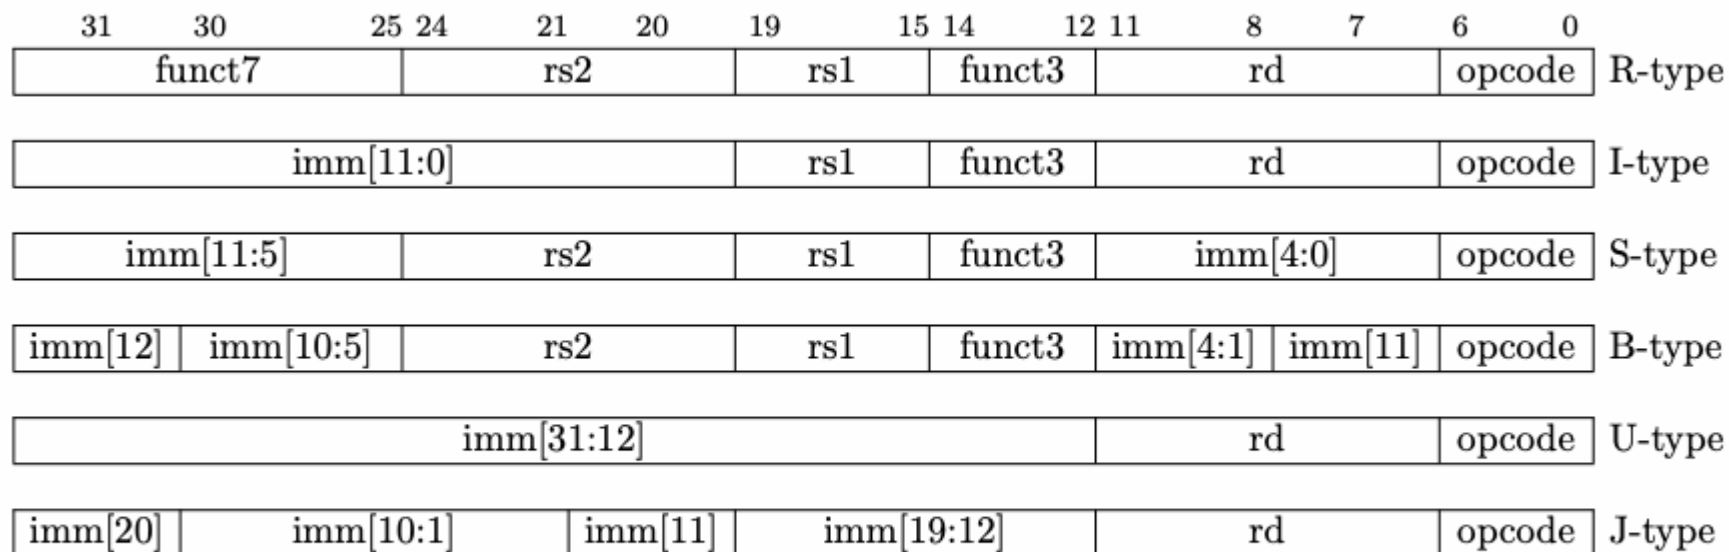 31 30 25 24 21 20 19 15 14 12 11 8 7 6 0
funct7 rs2 rs1 funct3 rd opcode R-type
imm[11:0] rs1 funct3 rd opcode I-type
imm[11:5] rs2 rs1 funct3 imm[4:0] opcode S-type
imm[12] imm[10:5] rs2 rs1 funct3 imm[4:1] imm[11] opcode B-type
imm[31:12] rd opcode U-type
imm[20] imm[10:1] imm[11] imm[19:12] rd opcode J-type